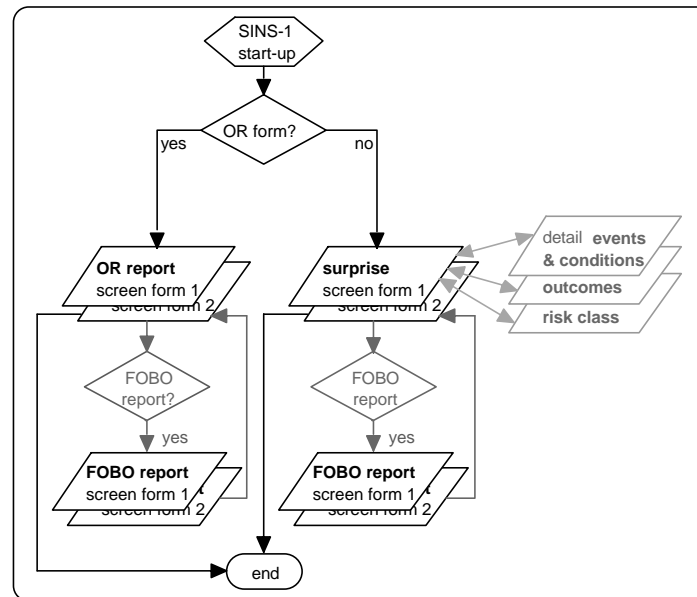 SINS-1
start-up
OR form?
yes
no
OR report
screen form 1
screen form 2
surprise
screen form 1
screen form 2
detail events
& conditions
outcomes
risk class
FOBO
report?
FOBO
report
yes
yes
FOBO report
screen form 1
screen form 2
FOBO report
screen form 1
screen form 2
end